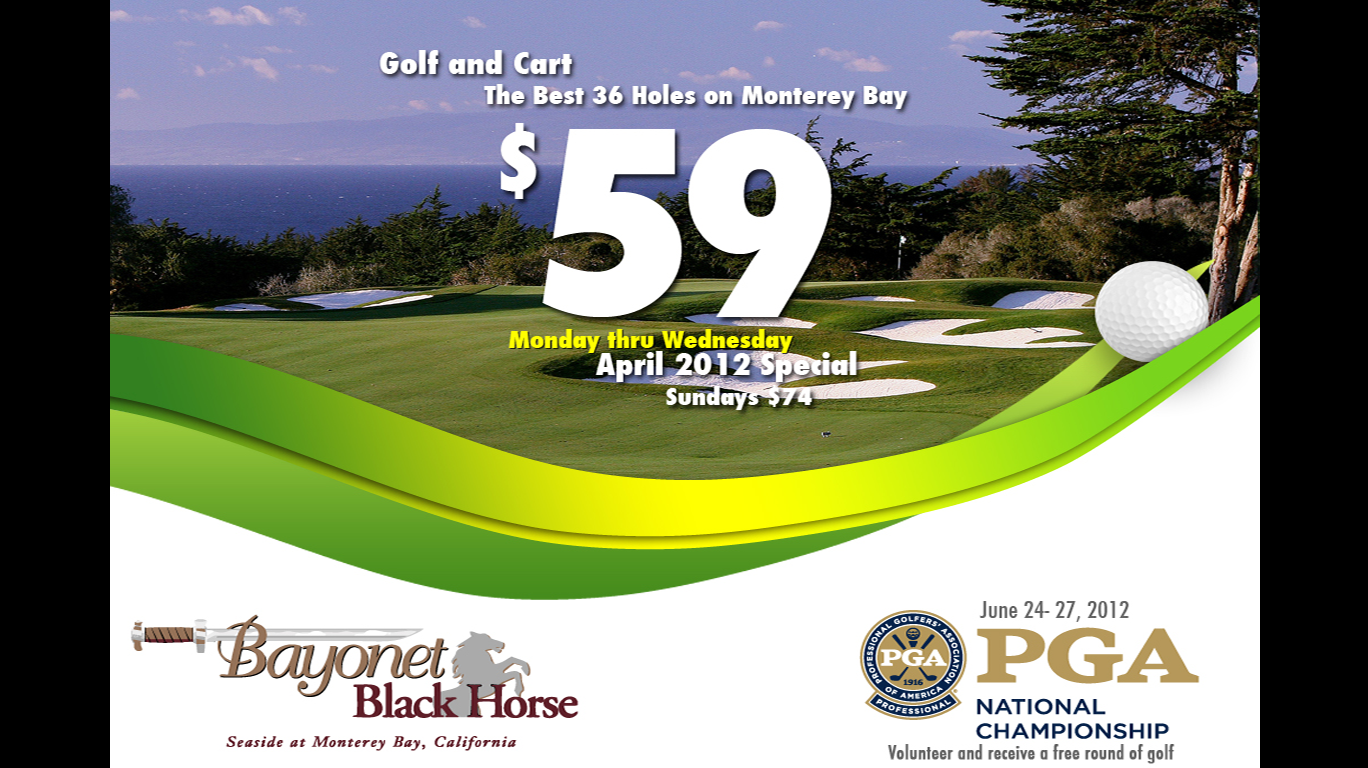 Golf and Cart
The Best 36 Holes on Monterey Bay
$59
Monday thru Wednesday
April 2012 Special
Sundays $74
Bayonet
Black Horse
Seaside at Monterey Bay, California
June 24- 27, 2012
PROFESSIONAL GOLFERS' ASSOCIATION
PGA
1916
OF AMERICA
PROFESSIONAL
PGA
NATIONAL
CHAMPIONSHIP
Volunteer and receive a free round of golf